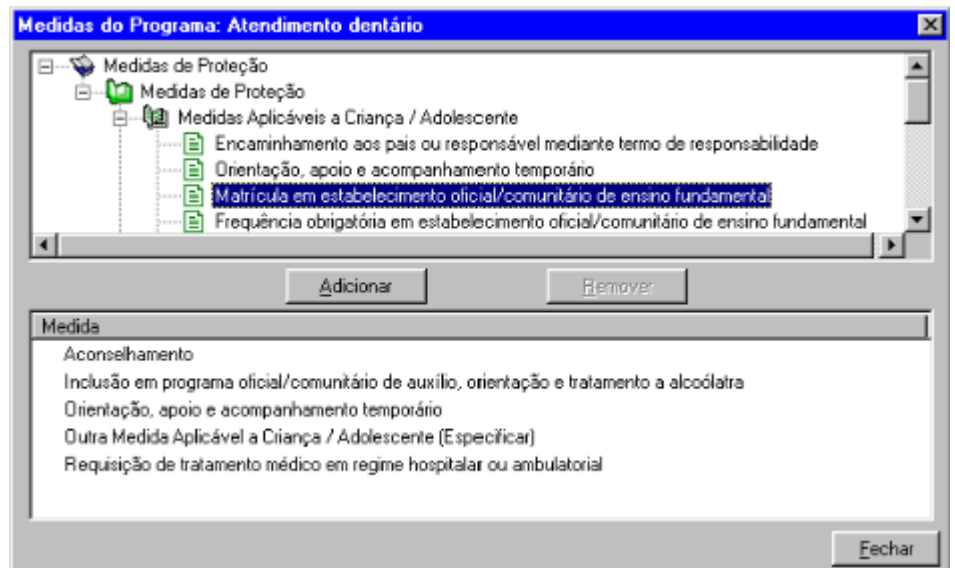 Medidas do Programa: Atendimento dentário
Medidas de Proteção
Medidas de Proteção
Medidas Aplicáveis a Criança / Adolescente
Encaminhamento aos pais ou responsável mediante termo de responsabilidade
Orientação, apoio e acompanhamento temporário
Matrícula em estabelecimento oficial/comunitário de ensino fundamental
Frequência obrigatória em estabelecimento oficial/comunitário de ensino fundamental
Adicionar Remover
Medida
Aconselhamento
Inclusão em programa oficial/comunitário de auxílio, orientação e tratamento a alcoólatra
Orientação, apoio e acompanhamento temporário
Outra Medida Aplicável a Criança / Adolescente (Especificar)
Requisição de tratamento médico em regime hospitalar ou ambulatorial
Fechar